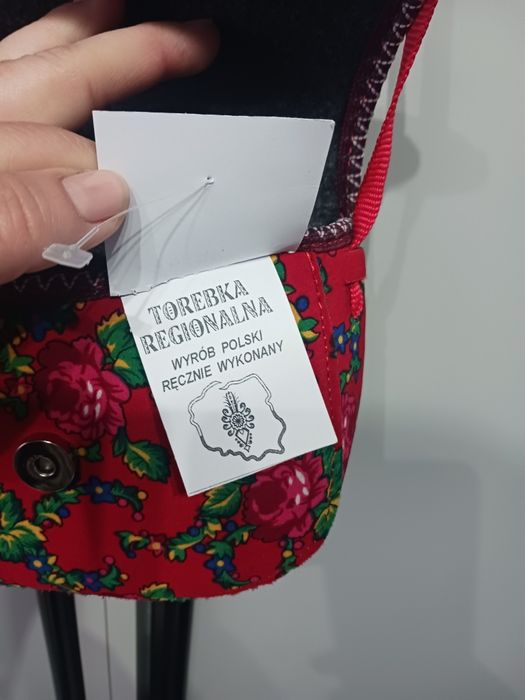 TOREBKA
REGIONALNA
WYRÓB POLSKI
RĘCZNIE WYKONANY